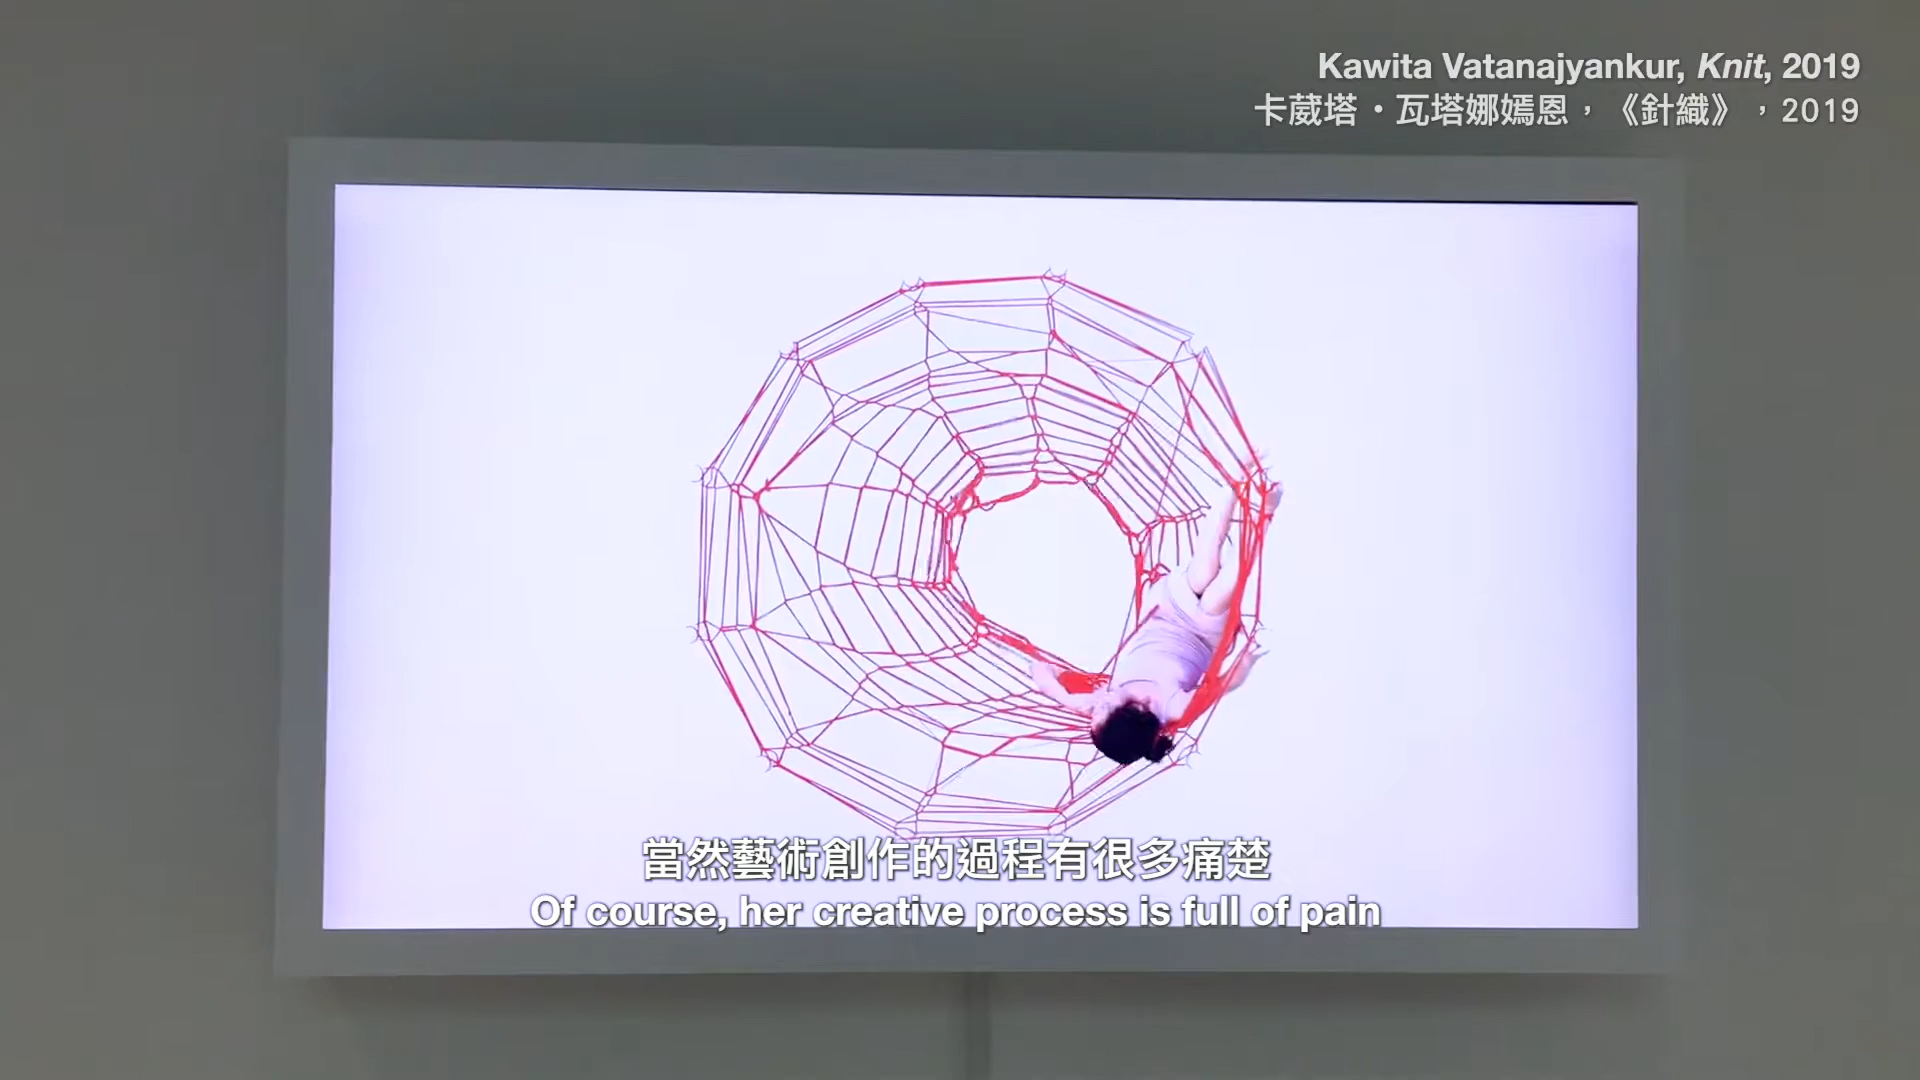 Kawita Vatanajyankur, Knit, 2019
卡葳塔・瓦塔娜嫣恩，《針織》，2019
當然藝術創作的過程有很多痛楚
Of course, her creative process is full of pain